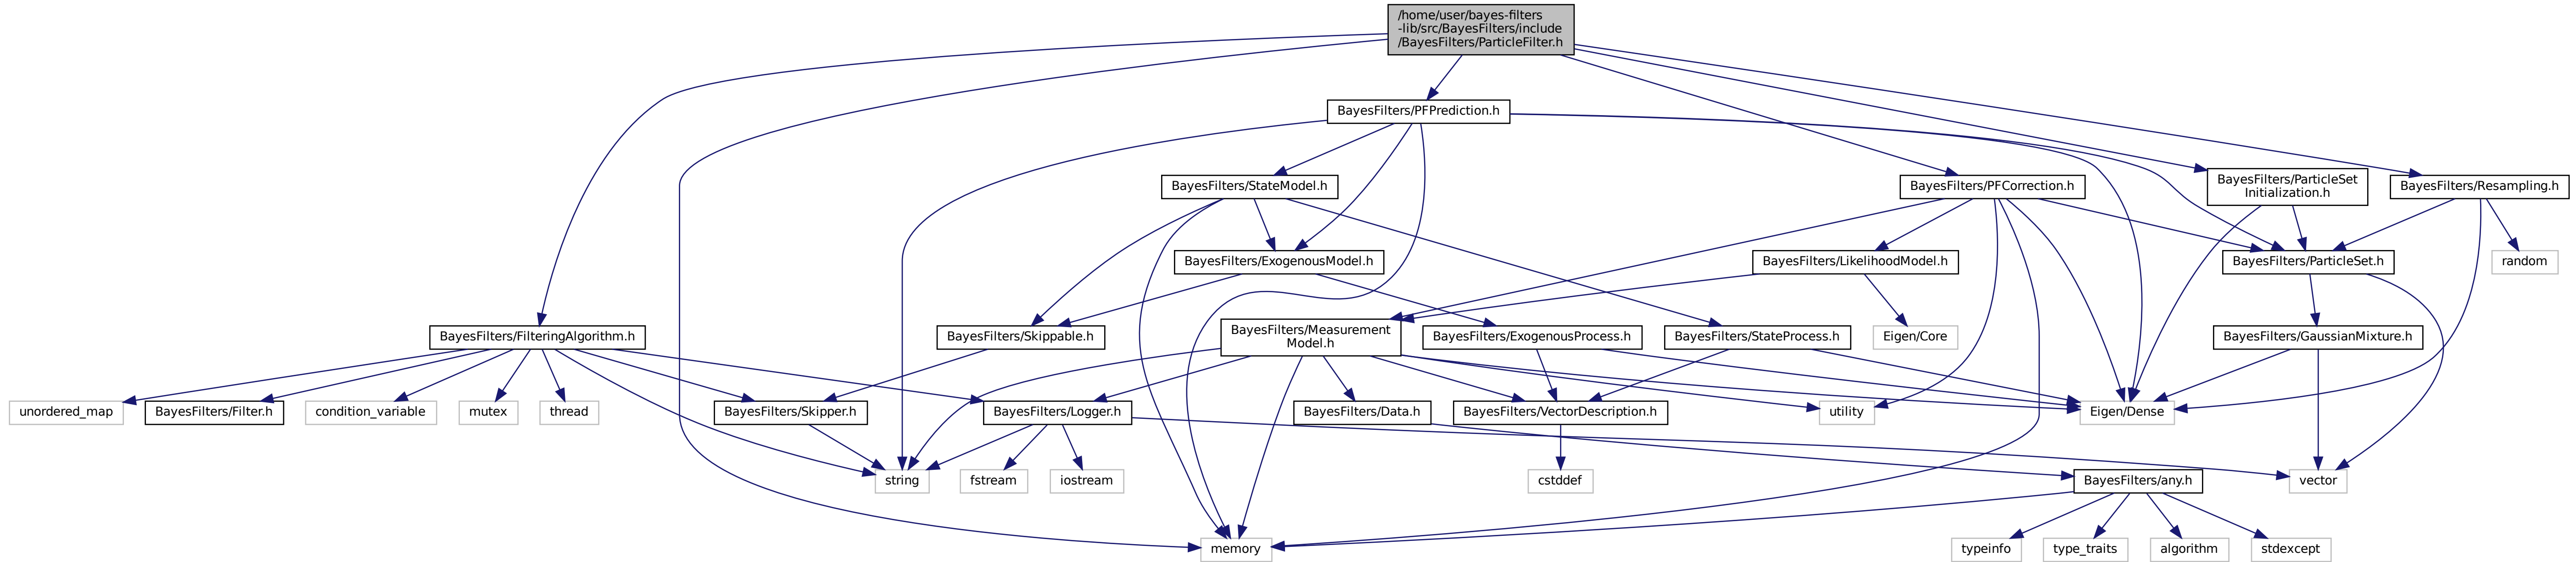 /home/user/bayes-filters
-lib/src/BayesFilters/include
/BayesFilters/ParticleFilter.h
BayesFilters/PFPrediction.h
BayesFilters/StateModel.h
BayesFilters/PFCorrection.h
BayesFilters/ParticleSet
Initialization.h
BayesFilters/Resampling.h
BayesFilters/ExogenousModel.h
BayesFilters/LikelihoodModel.h
BayesFilters/ParticleSet.h
random
BayesFilters/FilteringAlgorithm.h
BayesFilters/Skippable.h
BayesFilters/Measurement
Model.h
BayesFilters/ExogenousProcess.h
BayesFilters/StateProcess.h
Eigen/Core
BayesFilters/GaussianMixture.h
unordered_map
BayesFilters/Filter.h
condition_variable
mutex
thread
BayesFilters/Skipper.h
BayesFilters/Logger.h
BayesFilters/Data.h
BayesFilters/VectorDescription.h
utility
Eigen/Dense
string
fstream
iostream
cstddef
BayesFilters/any.h
vector
memory
typeinfo
type_traits
algorithm
stdexcept